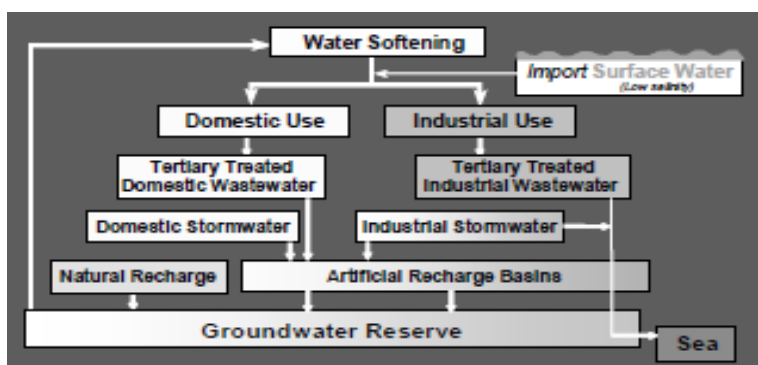 Water Softening
Import Surface Water
(Low salinity)
Domestic Use
Industrial Use
Tertiary Treated
Domestic Wastewater
Tertiary Treated
Industrial Wastewater
Domestic Stormwater
Industrial Stormwater
Natural Recharge
Artificial Recharge Basins
Groundwater Reserve
Sea